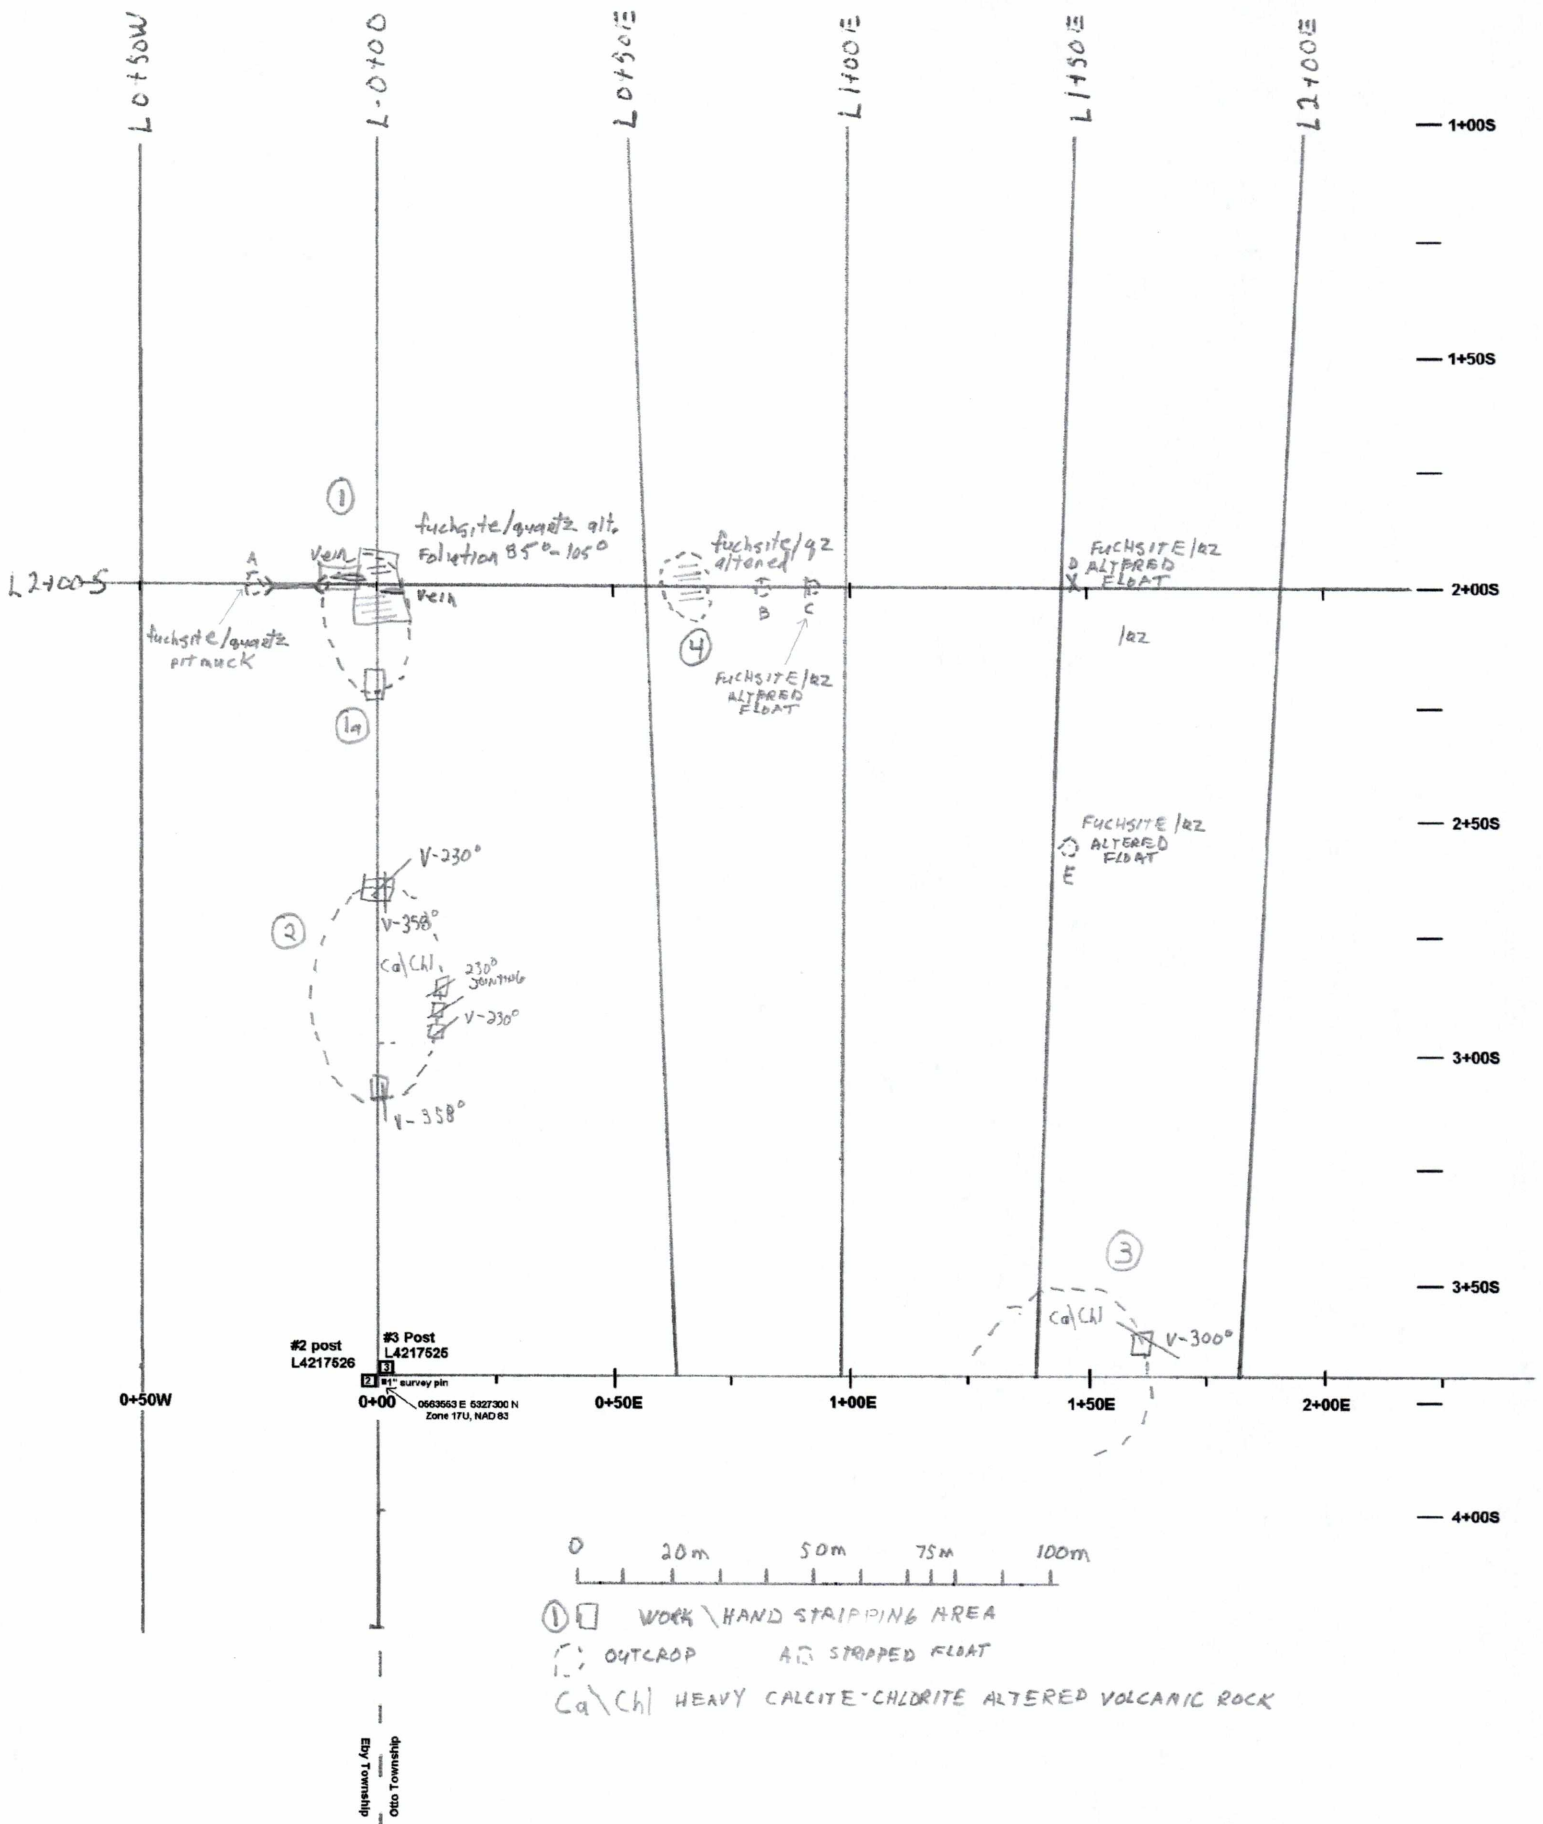 L0+50W
L-0+00
L0+50E
L1+00E
L1+50E
L2+00E
1+00S
1+50S
1
fuchsite/quartz alt.
Foliation 85°-105°
A
Vein
fuchsite/qz
altered
D
FUCHSITE/QZ
ALTERED
FLOAT
X
L2+00S
2+00S
vein
B
C
fuchsite/quartz
pit muck
4
/QZ
FUCHSITE/QZ
ALTERED
FLOAT
1a
2+50S
FUCHSITE/QZ
ALTERED
FLOAT
E
V-230°
2
V-358°
Ca\Chl
230°
JOINTING
V-230°
3+00S
V-358°
3
3+50S
Ca\Chl
V-300°
#2 post
L4217526
#3 Post
L4217525
3
2
"1" survey pin
0+50W
0+00
0+50E
1+00E
1+50E
2+00E
0563553 E 5327300 N
Zone 17U, NAD 83
4+00S
0 20m 50m 75m 100m
1 WORK \ HAND STRIPPING AREA
OUTCROP A STRIPPED FLOAT
Ca\Chl HEAVY CALCITE-CHLORITE ALTERED VOLCANIC ROCK
Eby Township
Otto Township